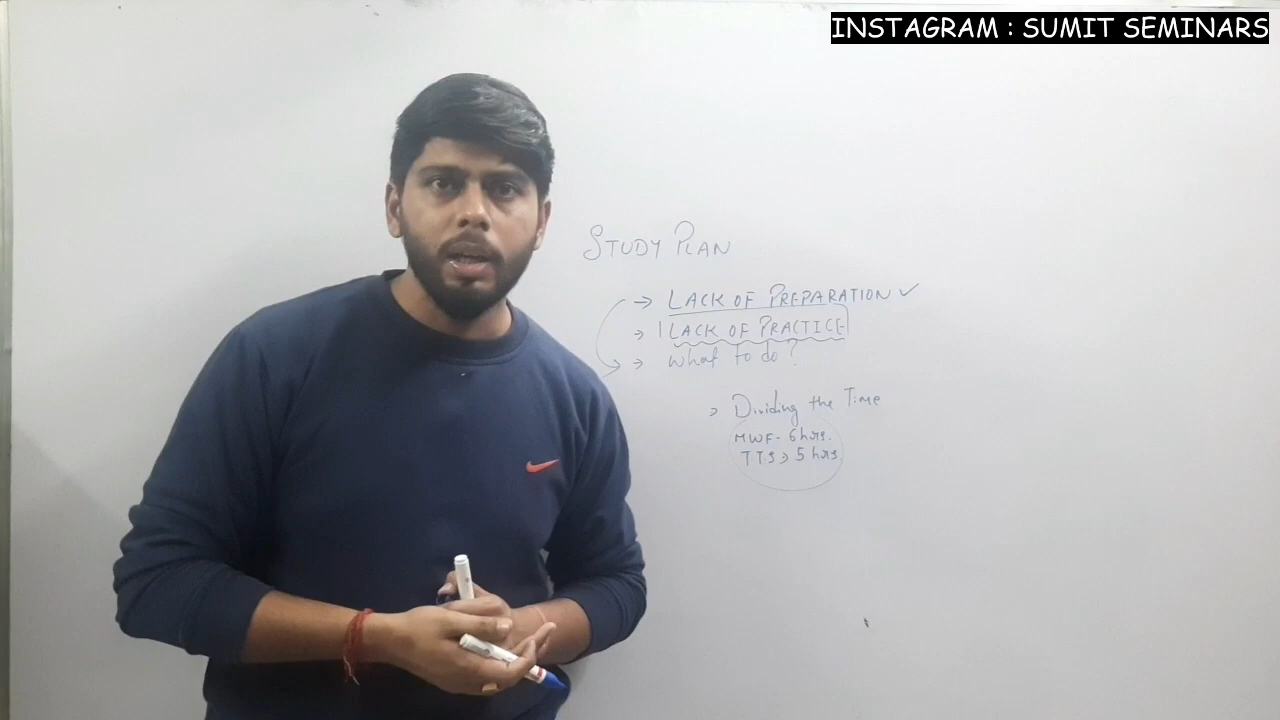 INSTAGRAM : SUMIT SEMINARS
STUDY PLAN
→ LACK OF PREPARATION ✓
→ LACK OF PRACTICE
→ What to do?
→ Dividing the Time
MWF - 6 hrs.
TTS → 5 hrs.